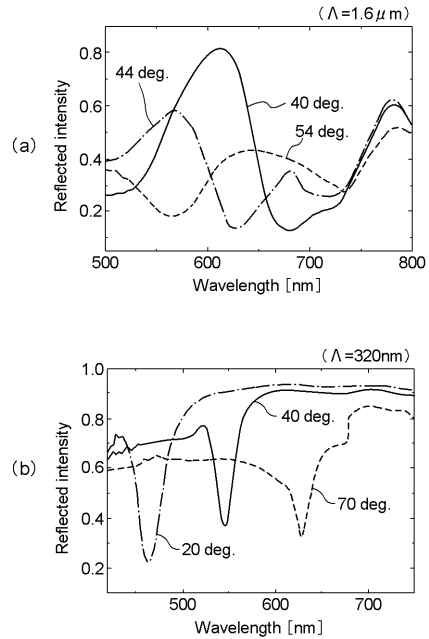 (Λ=1.6μm)
(a)
Reflected intensity
0.8
0.6
0.4
0.2
44 deg.
40 deg.
54 deg.
500 600 700 800
Wavelength [nm]
(Λ=320nm)
(b)
Reflected intensity
1.0
0.8
0.6
0.4
0.2
40 deg.
70 deg.
20 deg.
500 600 700
Wavelength [nm]